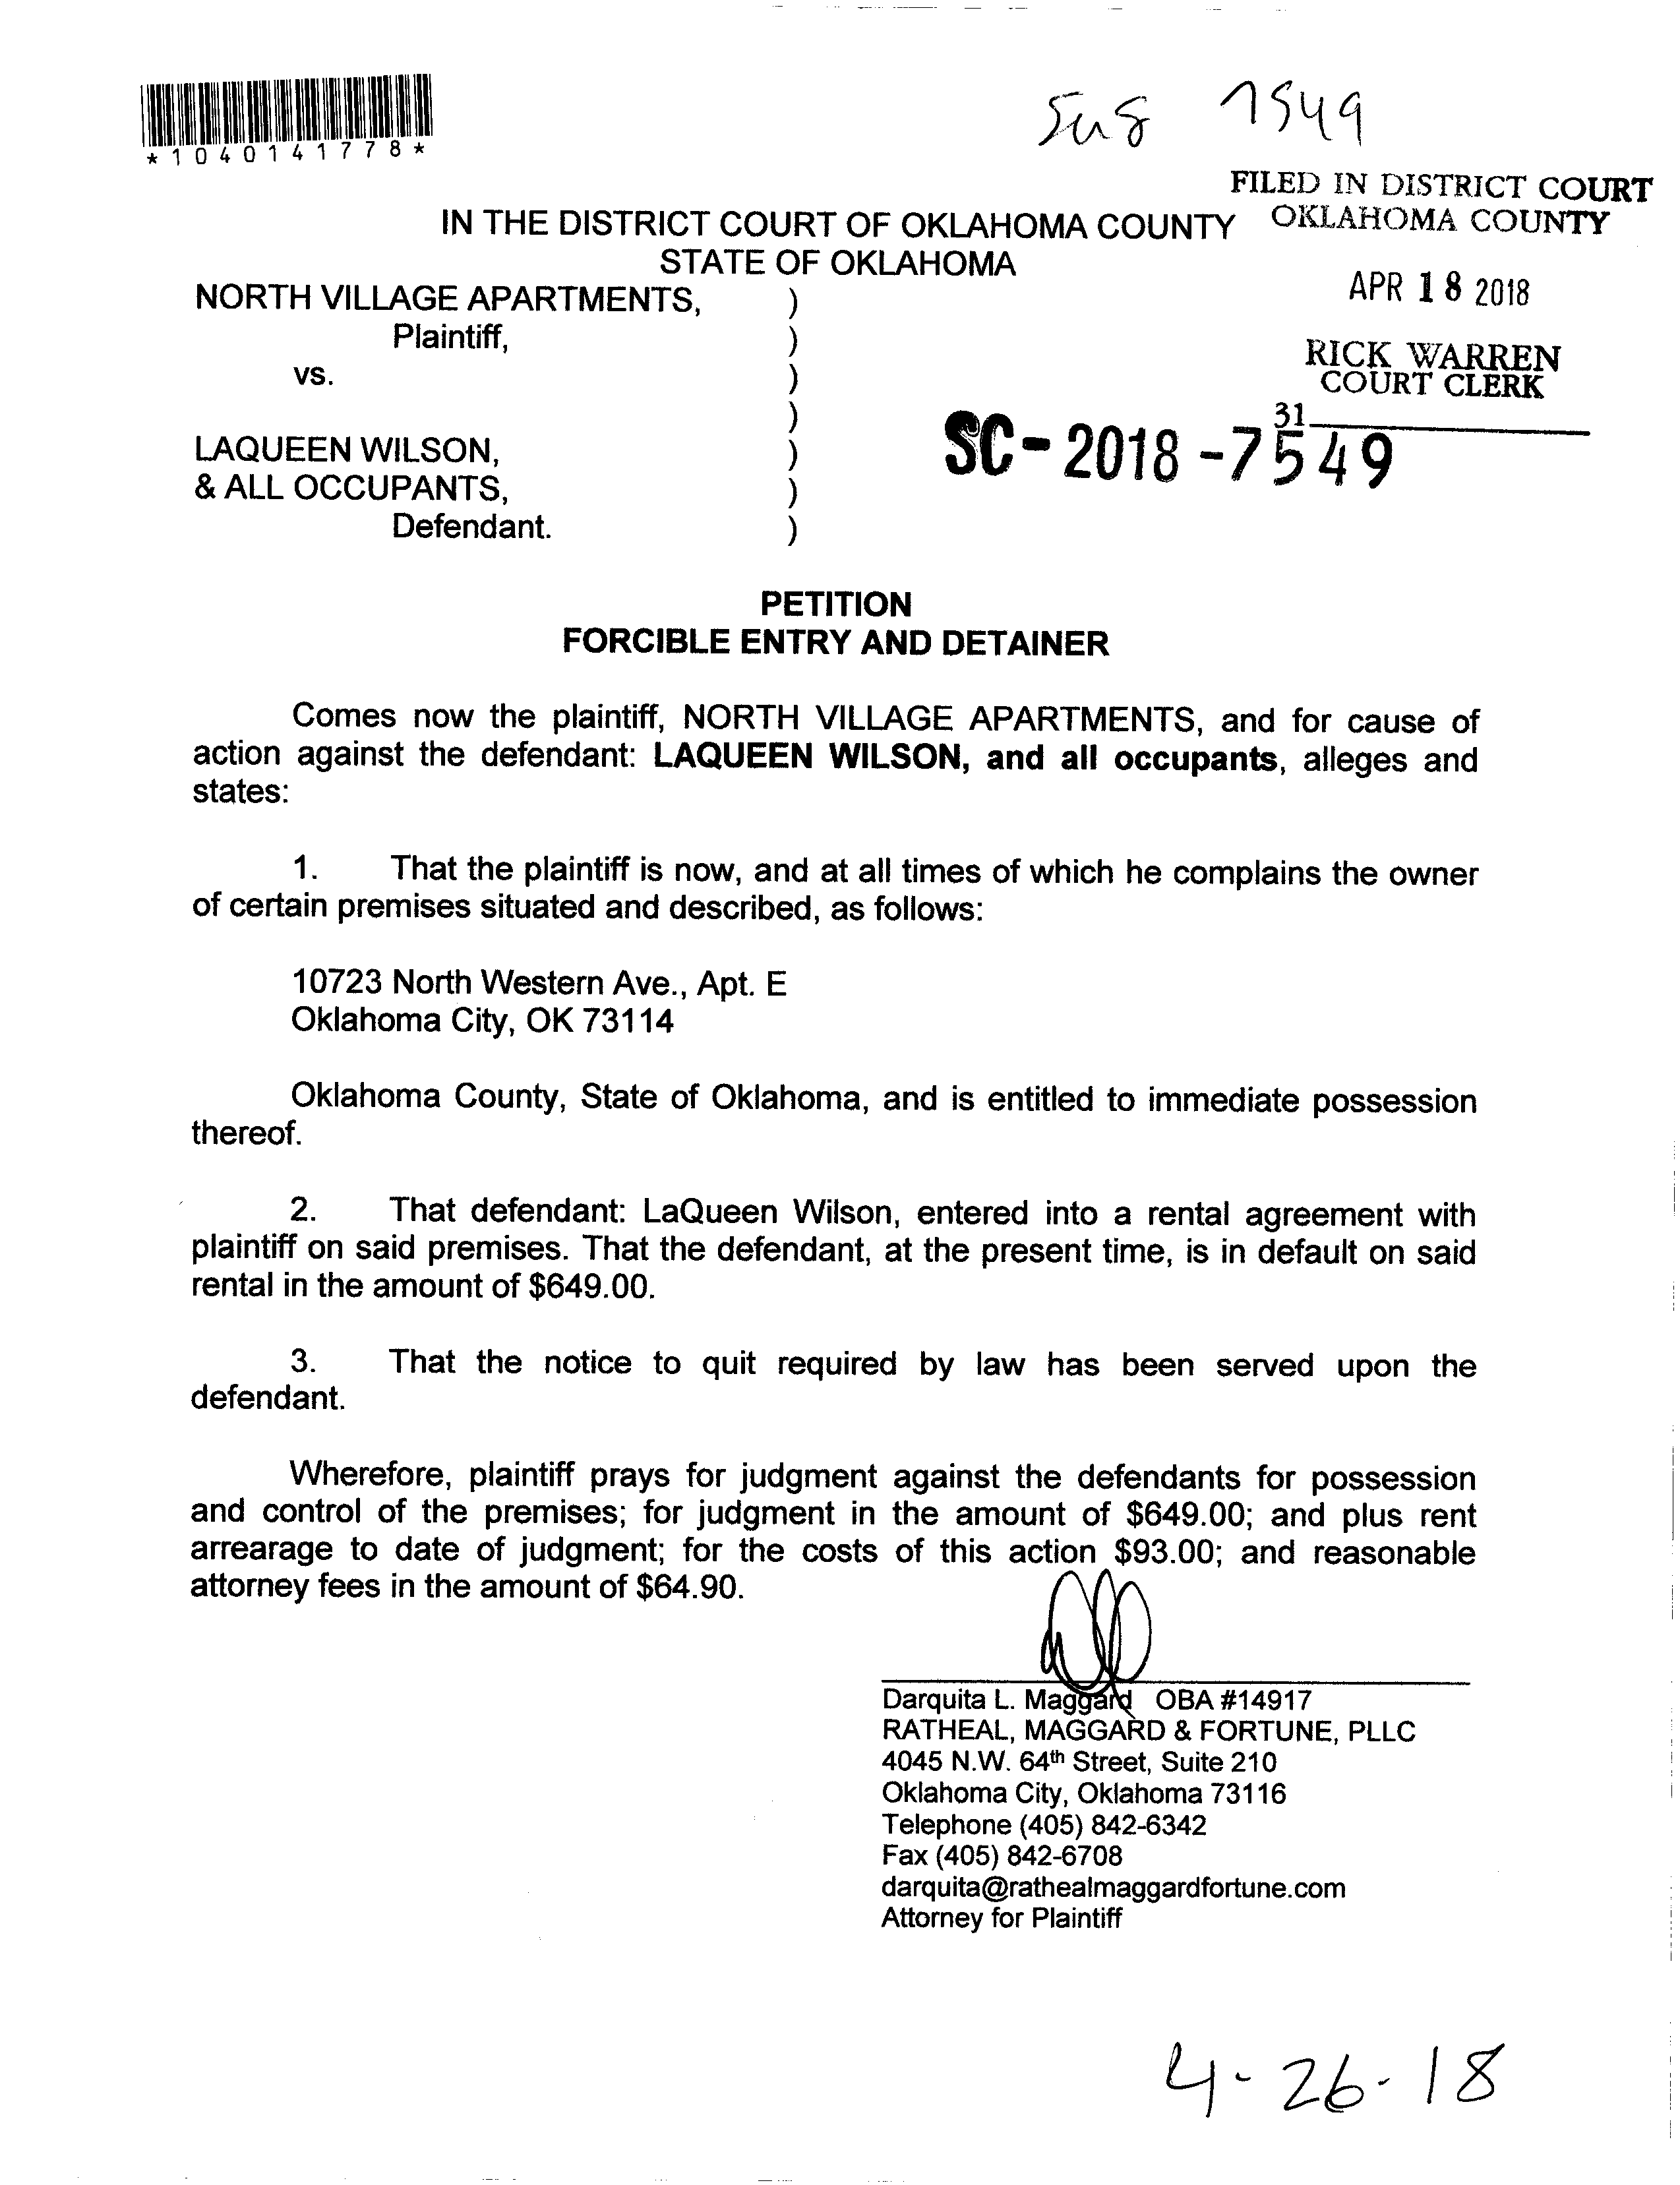 *1040141778*
7549
FILED IN DISTRICT COURT
OKLAHOMA COUNTY
IN THE DISTRICT COURT OF OKLAHOMA COUNTY
STATE OF OKLAHOMA
APR 18 2018
RICK WARREN
COURT CLERK
31
SC-2018-7549
NORTH VILLAGE APARTMENTS, )
Plaintiff, )
vs. )
)
LAQUEEN WILSON, )
& ALL OCCUPANTS, )
Defendant. )
PETITION
FORCIBLE ENTRY AND DETAINER
Comes now the plaintiff, NORTH VILLAGE APARTMENTS, and for cause of
action against the defendant: LAQUEEN WILSON, and all occupants, alleges and
states:
1. That the plaintiff is now, and at all times of which he complains the owner
of certain premises situated and described, as follows:
10723 North Western Ave., Apt. E
Oklahoma City, OK 73114
Oklahoma County, State of Oklahoma, and is entitled to immediate possession
thereof.
2. That defendant: LaQueen Wilson, entered into a rental agreement with
plaintiff on said premises. That the defendant, at the present time, is in default on said
rental in the amount of $649.00.
3. That the notice to quit required by law has been served upon the
defendant.
Wherefore, plaintiff prays for judgment against the defendants for possession
and control of the premises; for judgment in the amount of $649.00; and plus rent
arrearage to date of judgment; for the costs of this action $93.00; and reasonable
attorney fees in the amount of $64.90.
Darquita L. Maggard OBA #14917
RATHEAL, MAGGARD & FORTUNE, PLLC
4045 N.W. 64th Street, Suite 210
Oklahoma City, Oklahoma 73116
Telephone (405) 842-6342
Fax (405) 842-6708
darquita@rathealmaggardfortune.com
Attorney for Plaintiff
4-26-18